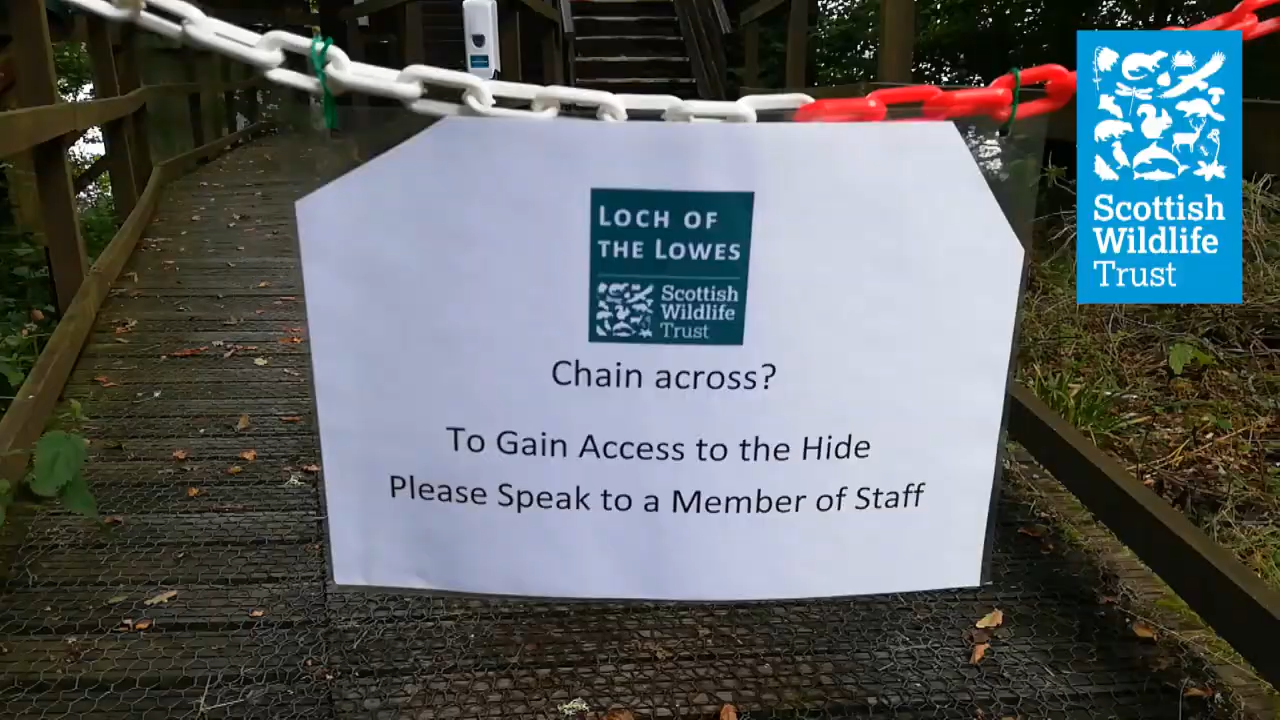 LOCH OF
THE LOWES
Scottish
Wildlife
Trust
Chain across?
To Gain Access to the Hide
Please Speak to a Member of Staff
Scottish
Wildlife
Trust